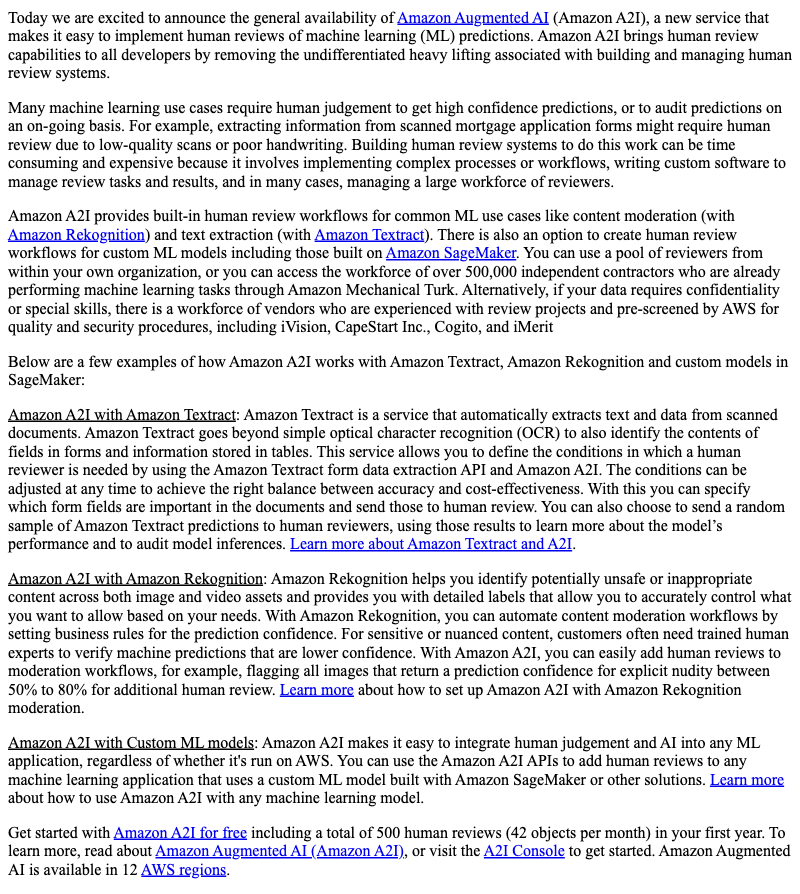 Today we are excited to announce the general availability of Amazon Augmented AI (Amazon A2I), a new service that
makes it easy to implement human reviews of machine learning (ML) predictions. Amazon A2I brings human review
capabilities to all developers by removing the undifferentiated heavy lifting associated with building and managing human
review systems.
Many machine learning use cases require human judgement to get high confidence predictions, or to audit predictions on
an on-going basis. For example, extracting information from scanned mortgage application forms might require human
review due to low-quality scans or poor handwriting. Building human review systems to do this work can be time
consuming and expensive because it involves implementing complex processes or workflows, writing custom software to
manage review tasks and results, and in many cases, managing a large workforce of reviewers.
Amazon A2I provides built-in human review workflows for common ML use cases like content moderation (with
Amazon Rekognition) and text extraction (with Amazon Textract). There is also an option to create human review
workflows for custom ML models including those built on Amazon SageMaker. You can use a pool of reviewers from
within your own organization, or you can access the workforce of over 500,000 independent contractors who are already
performing machine learning tasks through Amazon Mechanical Turk. Alternatively, if your data requires confidentiality
or special skills, there is a workforce of vendors who are experienced with review projects and pre-screened by AWS for
quality and security procedures, including iVision, CapeStart Inc., Cogito, and iMerit
Below are a few examples of how Amazon A2I works with Amazon Textract, Amazon Rekognition and custom models in
SageMaker:
Amazon A2I with Amazon Textract: Amazon Textract is a service that automatically extracts text and data from scanned
documents. Amazon Textract goes beyond simple optical character recognition (OCR) to also identify the contents of
fields in forms and information stored in tables. This service allows you to define the conditions in which a human
reviewer is needed by using the Amazon Textract form data extraction API and Amazon A2I. The conditions can be
adjusted at any time to achieve the right balance between accuracy and cost-effectiveness. With this you can specify
which form fields are important in the documents and send those to human review. You can also choose to send a random
sample of Amazon Textract predictions to human reviewers, using those results to learn more about the model’s
performance and to audit model inferences. Learn more about Amazon Textract and A2I.
Amazon A2I with Amazon Rekognition: Amazon Rekognition helps you identify potentially unsafe or inappropriate
content across both image and video assets and provides you with detailed labels that allow you to accurately control what
you want to allow based on your needs. With Amazon Rekognition, you can automate content moderation workflows by
setting business rules for the prediction confidence. For sensitive or nuanced content, customers often need trained human
experts to verify machine predictions that are lower confidence. With Amazon A2I, you can easily add human reviews to
moderation workflows, for example, flagging all images that return a prediction confidence for explicit nudity between
50% to 80% for additional human review. Learn more about how to set up Amazon A2I with Amazon Rekognition
moderation.
Amazon A2I with Custom ML models: Amazon A2I makes it easy to integrate human judgement and AI into any ML
application, regardless of whether it's run on AWS. You can use the Amazon A2I APIs to add human reviews to any
machine learning application that uses a custom ML model built with Amazon SageMaker or other solutions. Learn more
about how to use Amazon A2I with any machine learning model.
Get started with Amazon A2I for free including a total of 500 human reviews (42 objects per month) in your first year. To
learn more, read about Amazon Augmented AI (Amazon A2I), or visit the A2I Console to get started. Amazon Augmented
AI is available in 12 AWS regions.